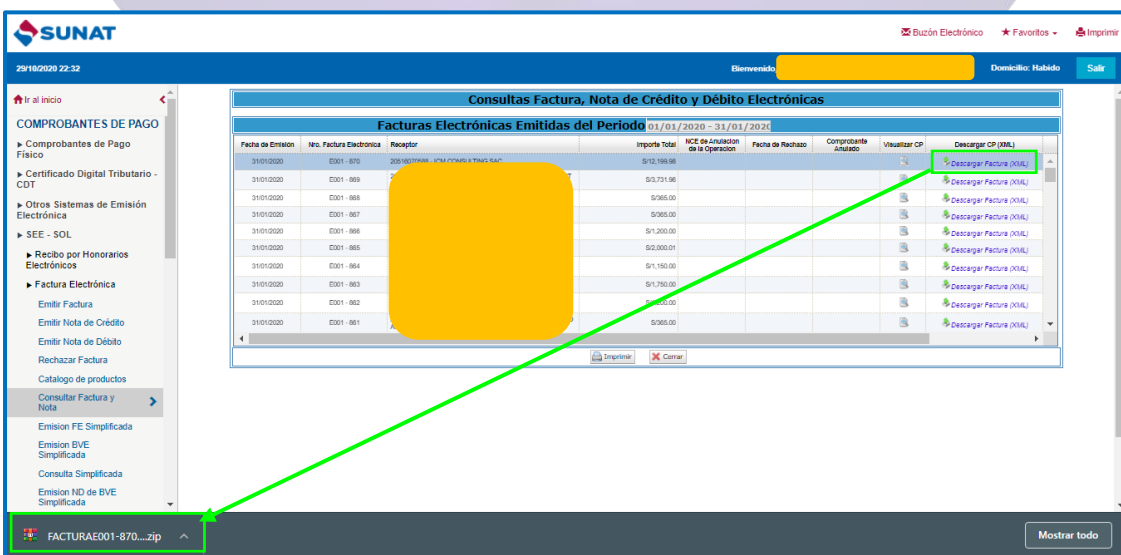 SUNAT
Buzón Electrónico ★ Favoritos Imprimir
29/10/2020 22:32 Bienvenido, Domicilio: Habido Salir
Ir al inicio
COMPROBANTES DE PAGO
Comprobantes de Pago
Físico
Certificado Digital Tributario -
CDT
Otros Sistemas de Emisión
Electrónica
SEE - SOL
Recibo por Honorarios
Electrónicos
Factura Electrónica
Emitir Factura
Emitir Nota de Crédito
Emitir Nota de Débito
Rechazar Factura
Catalogo de productos
Consultar Factura y
Nota
Emision FE Simplificada
Emision BVE
Simplificada
Consulta Simplificada
Emision ND de BVE
Simplificada
Consultas Factura, Nota de Crédito y Débito Electrónicas
Facturas Electrónicas Emitidas del Periodo 01/01/2020 - 31/01/2020
Fecha de Emisión Nro. Factura Electrónica Receptor Importe Total NCE de Anulacion de la Operacion Fecha de Rechazo Comprobante Anulado Visualizar CP Descargar CP (XML)
31/01/2020 E001 - 870 S/12,199.98 Descargar Factura (XML)
31/01/2020 E001 - 869 S/3,731.98 Descargar Factura (XML)
31/01/2020 E001 - 868 S/365.00 Descargar Factura (XML)
31/01/2020 E001 - 867 S/365.00 Descargar Factura (XML)
31/01/2020 E001 - 866 S/1,200.00 Descargar Factura (XML)
31/01/2020 E001 - 865 S/2,000.01 Descargar Factura (XML)
31/01/2020 E001 - 864 S/1,150.00 Descargar Factura (XML)
31/01/2020 E001 - 863 S/1,750.00 Descargar Factura (XML)
31/01/2020 E001 - 862 Descargar Factura (XML)
31/01/2020 E001 - 861 S/365.00 Descargar Factura (XML)
Imprimir Cerrar
FACTURAE001-870....zip Mostrar todo